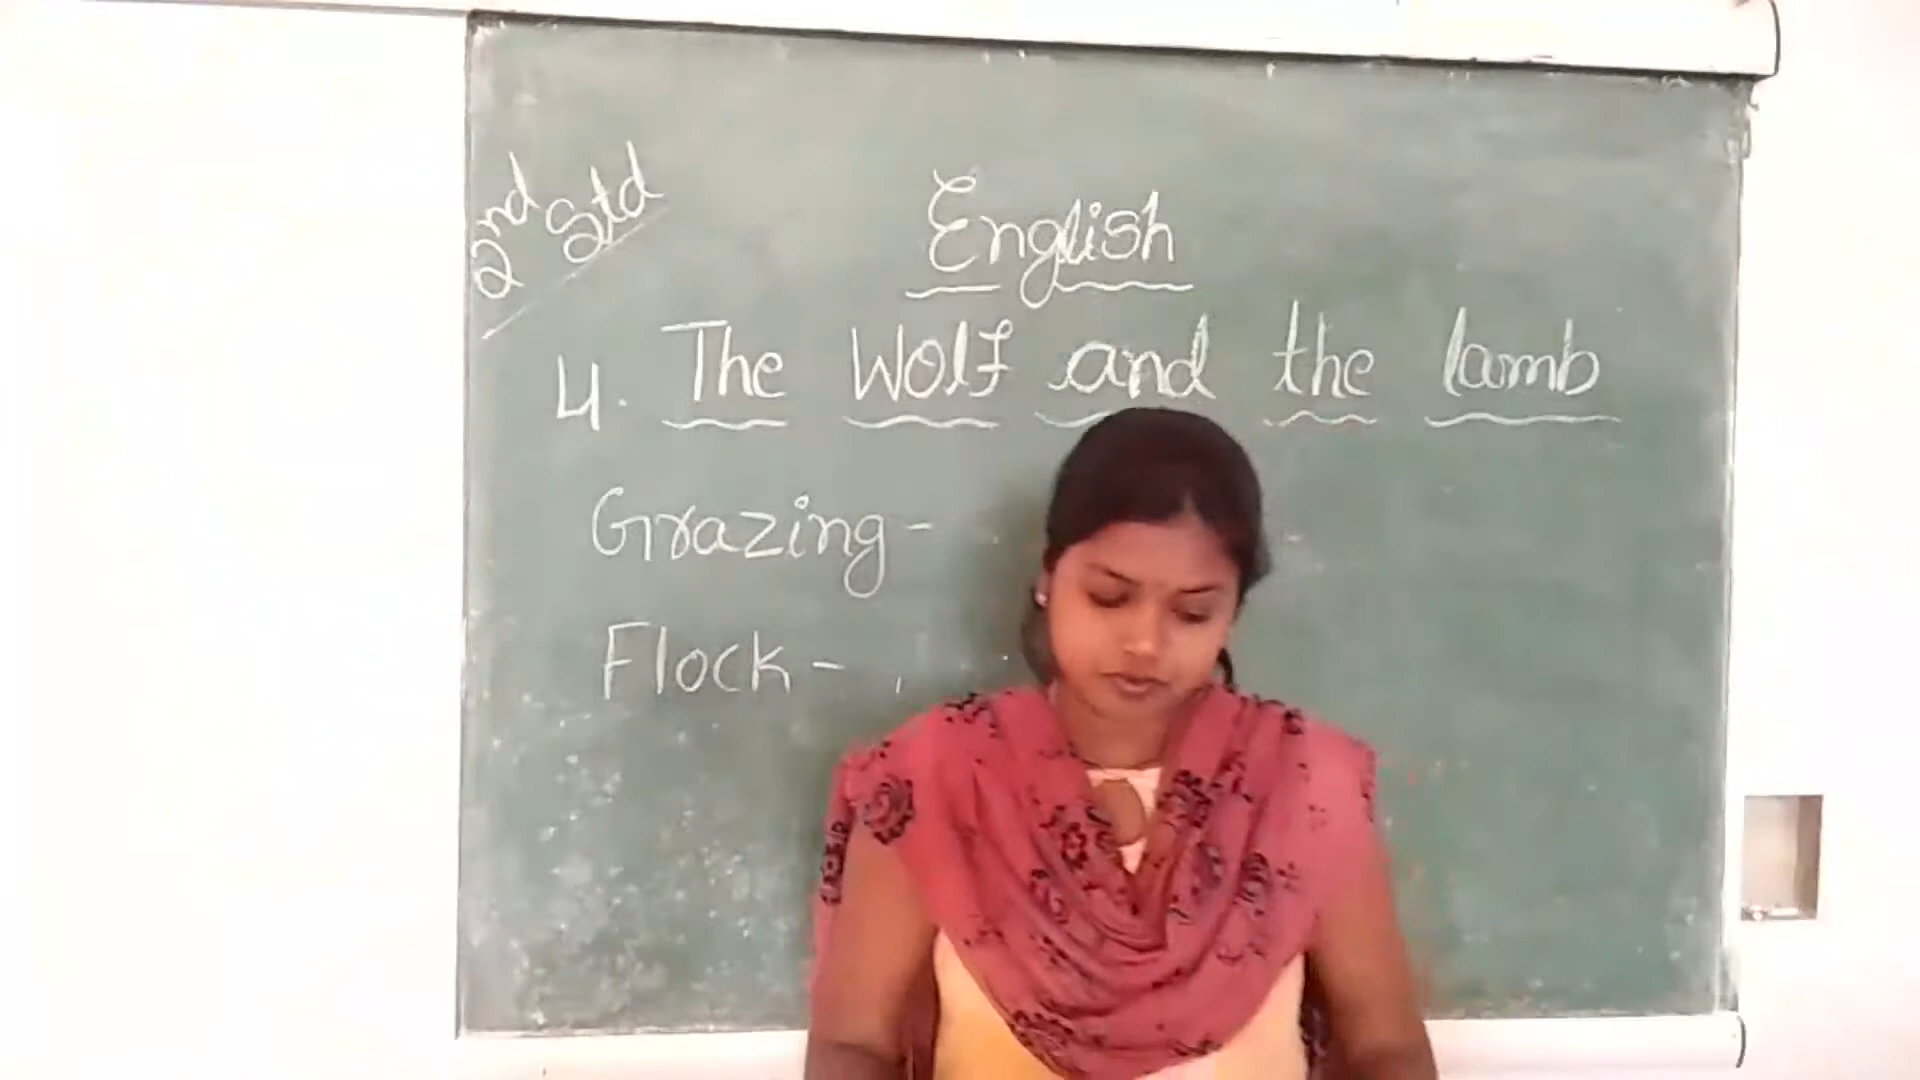 2nd Std
English
4. The Wolf and the lamb
Grazing -
Flock -